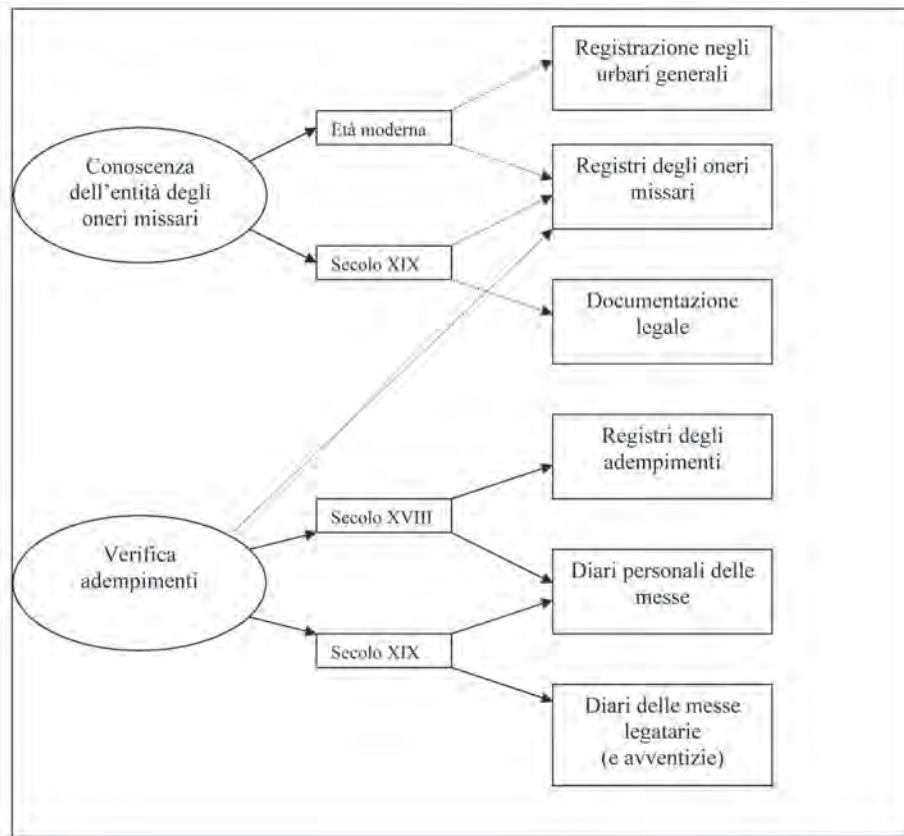 Registrazione negli
urbari generali
Età moderna
Conoscenza
dell'entità degli
oneri missari
Registri degli oneri
missari
Secolo XIX
Documentazione
legale
Registri degli
adempimenti
Secolo XVIII
Verifica
adempimenti
Diari personali delle
messe
Secolo XIX
Diari delle messe
legatarie
(e avventizie)